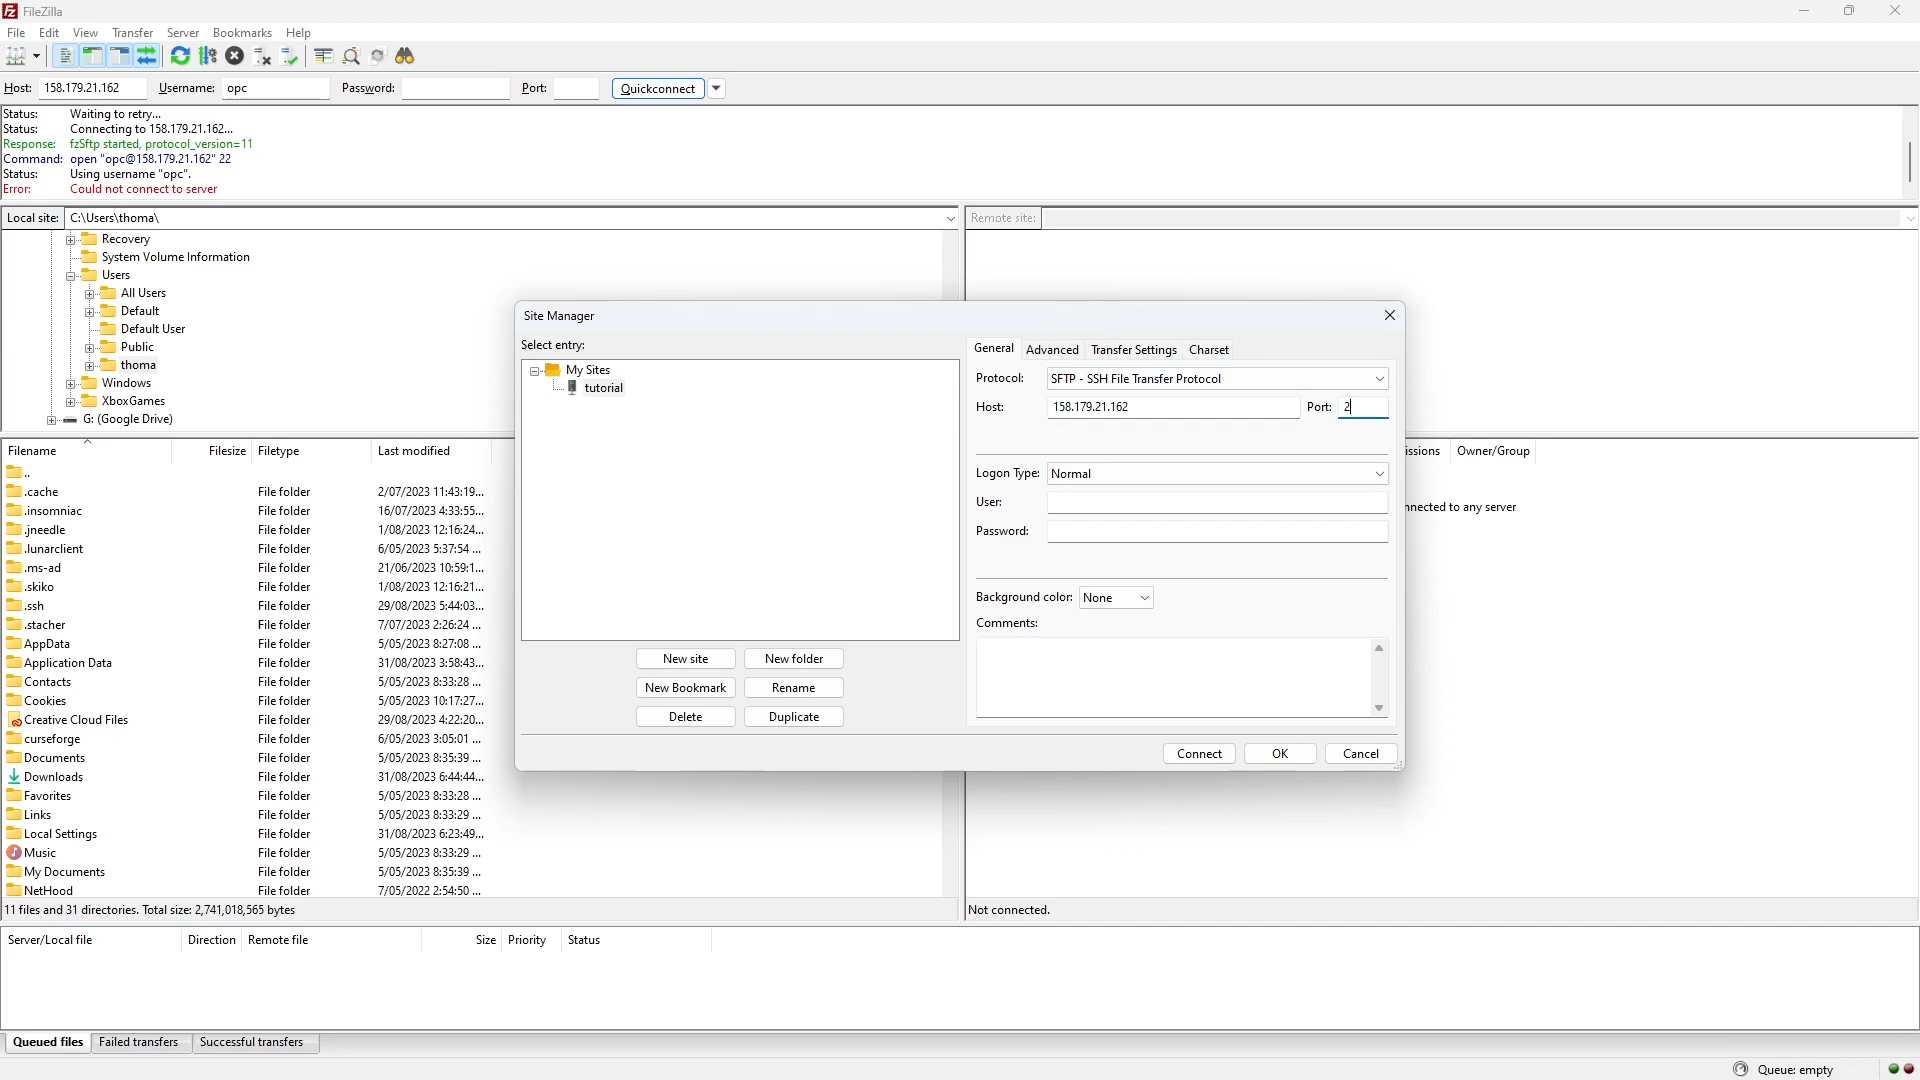 FileZilla
File Edit View Transfer Server Bookmarks Help
Host: 158.179.21.162 Username: opc Password: Port: Quickconnect
Status: Waiting to retry...
Status: Connecting to 158.179.21.162...
Response: fzSftp started, protocol_version=11
Command: open "opc@158.179.21.162" 22
Status: Using username "opc".
Error: Could not connect to server
Local site: C:\Users\thoma\
Remote site:
Recovery
System Volume Information
Users
All Users
Default
Default User
Public
thoma
Windows
XboxGames
G: (Google Drive)
Filename Filesize Filetype Last modified
..
.cache File folder 2/07/2023 11:43:19...
.insomniac File folder 16/07/2023 4:33:55...
.jneedle File folder 1/08/2023 12:16:24...
.lunarclient File folder 6/05/2023 5:37:54 ...
.ms-ad File folder 21/06/2023 10:59:1...
.skiko File folder 1/08/2023 12:16:21...
.ssh File folder 29/08/2023 5:44:03...
.stacher File folder 7/07/2023 2:26:24 ...
AppData File folder 5/05/2023 8:27:08 ...
Application Data File folder 31/08/2023 3:58:43...
Contacts File folder 5/05/2023 8:33:28 ...
Cookies File folder 5/05/2023 10:17:27...
Creative Cloud Files File folder 29/08/2023 4:22:20...
curseforge File folder 6/05/2023 3:05:01 ...
Documents File folder 5/05/2023 8:35:39 ...
Downloads File folder 31/08/2023 6:44:44...
Favorites File folder 5/05/2023 8:33:28 ...
Links File folder 5/05/2023 8:33:29 ...
Local Settings File folder 31/08/2023 6:23:49...
Music File folder 5/05/2023 8:33:29 ...
My Documents File folder 5/05/2023 8:35:39 ...
NetHood File folder 7/05/2022 2:54:50 ...
11 files and 31 directories. Total size: 2,741,018,565 bytes
Site Manager
Select entry:
My Sites
tutorial
New site New folder
New Bookmark Rename
Delete Duplicate
General Advanced Transfer Settings Charset
Protocol: SFTP - SSH File Transfer Protocol
Host: 158.179.21.162 Port: 2
Logon Type: Normal
User:
Password:
Background color: None
Comments:
Connect OK Cancel
issions Owner/Group
nnected to any server
Not connected.
Server/Local file Direction Remote file Size Priority Status
Queued files Failed transfers Successful transfers
Queue: empty